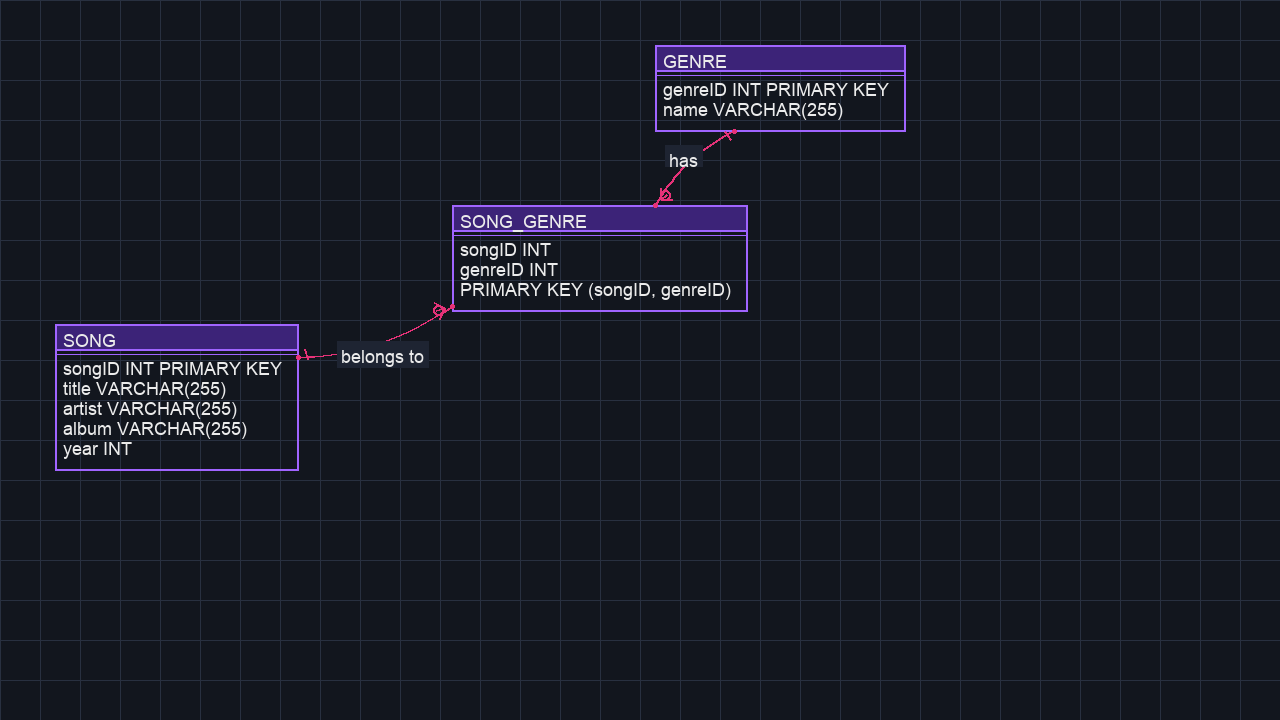 GENRE
genreID INT PRIMARY KEY
name VARCHAR(255)
has
SONG_GENRE
songID INT
genreID INT
PRIMARY KEY (songID, genreID)
belongs to
SONG
songID INT PRIMARY KEY
title VARCHAR(255)
artist VARCHAR(255)
album VARCHAR(255)
year INT